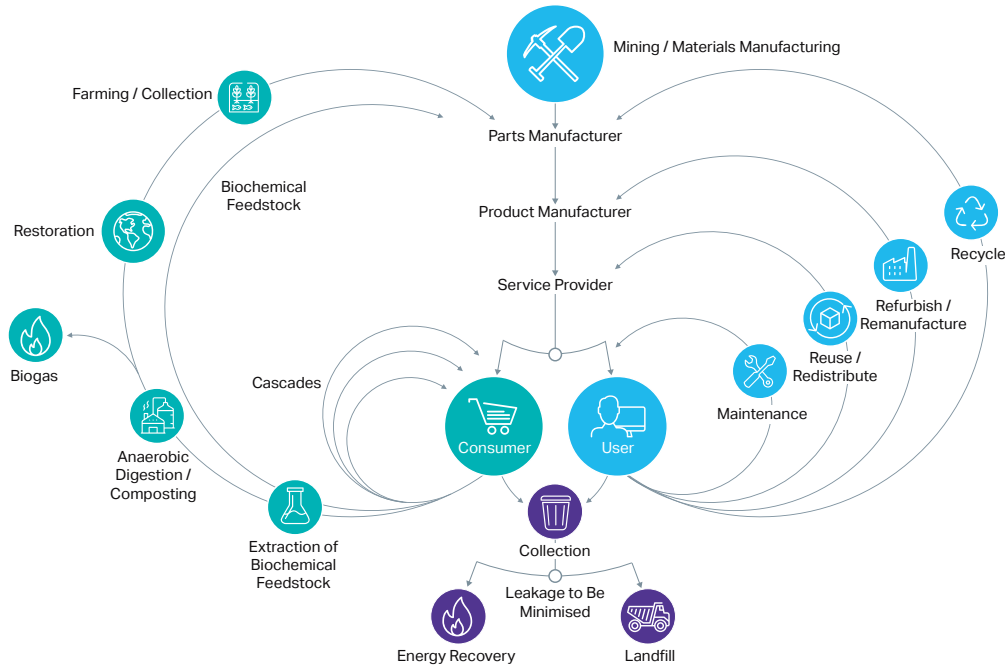 Mining / Materials Manufacturing
Farming / Collection
Parts Manufacturer
Biochemical
Feedstock
Product Manufacturer
Restoration
Recycle
Service Provider
Refurbish /
Remanufacture
Reuse /
Redistribute
Biogas
Cascades
Maintenance
Consumer
User
Anaerobic
Digestion /
Composting
Extraction of
Biochemical
Feedstock
Collection
Leakage to Be
Minimised
Energy Recovery
Landfill